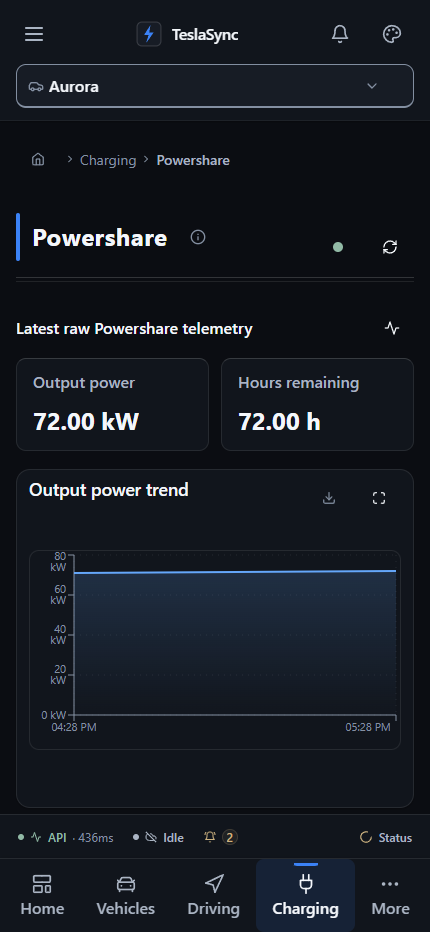 TeslaSync
Aurora
Charging
Powershare
Powershare
Latest raw Powershare telemetry
Output power
72.00 kW
Hours remaining
72.00 h
Output power trend
80
kW
60
kW
40
kW
20
kW
0 kW
04:28 PM
05:28 PM
API · 436ms
Idle
2
Status
Home
Vehicles
Driving
Charging
More